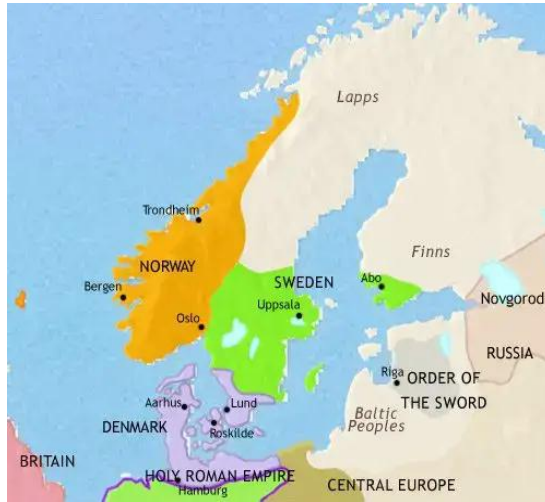 Lapps
Trondheim
Finns
NORWAY
Abo
SWEDEN
Bergen
Uppsala
Novgorod
Oslo
RUSSIA
Riga
ORDER OF
THE SWORD
Aarhus
Lund
Baltic
Peoples
DENMARK
Roskilde
BRITAIN
HOLY ROMAN EMPIRE
CENTRAL EUROPE
Hamburg